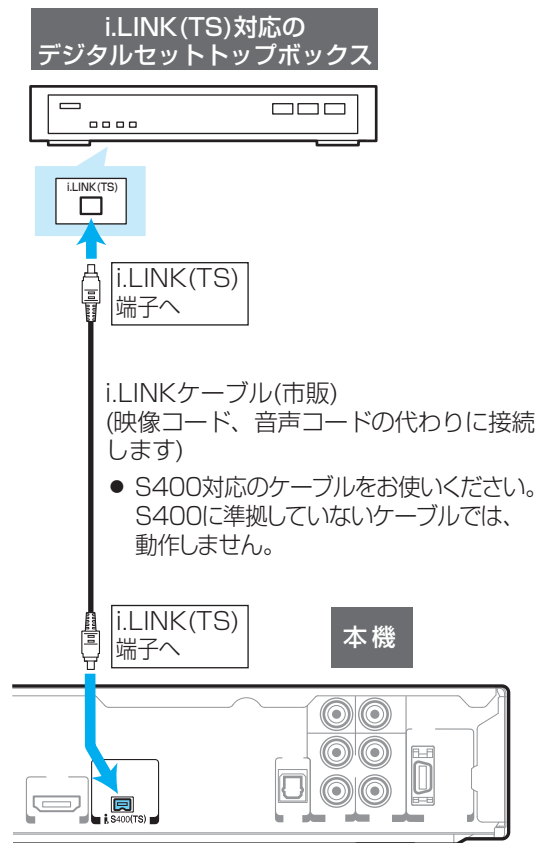 i.LINK(TS)対応の
デジタルセットトップボックス
i.LINK(TS)
i.LINK(TS)
端子へ
i.LINKケーブル(市販)
(映像コード、音声コードの代わりに接続
します)
● S400対応のケーブルをお使いください。
S400に準拠していないケーブルでは、
動作しません。
i.LINK(TS)
端子へ
本機
S400(TS)